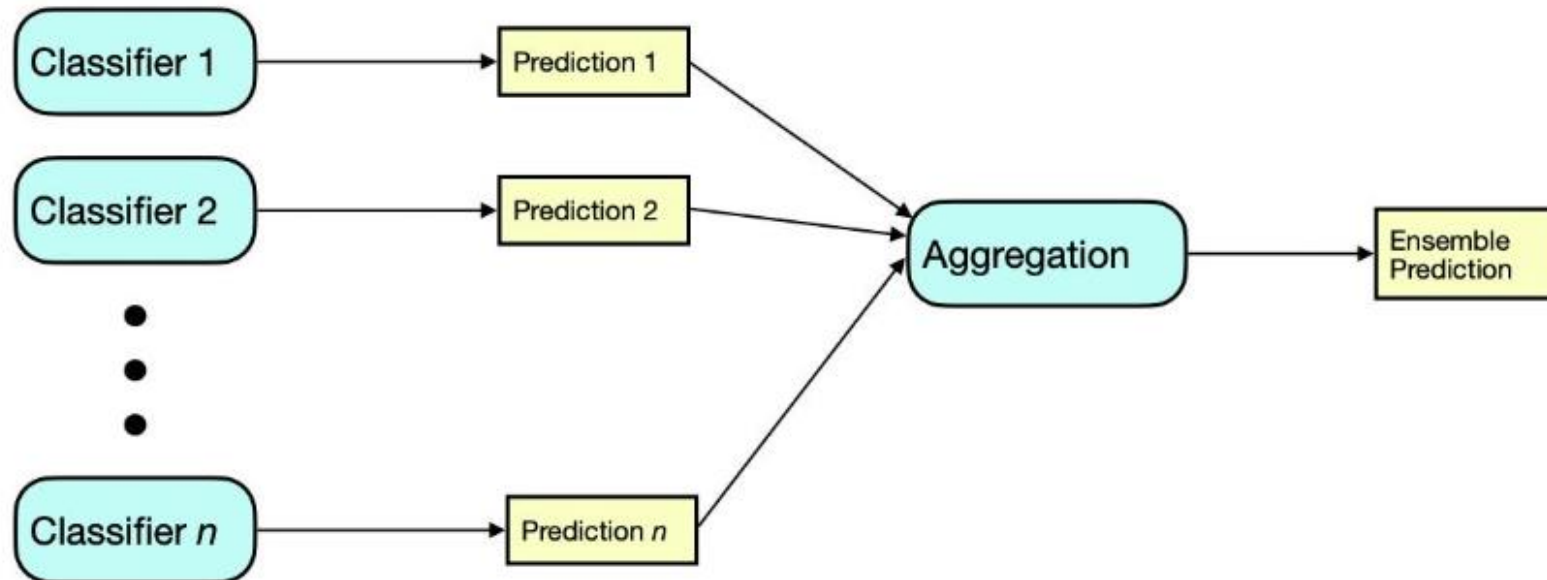 Classifier 1
Prediction 1
Classifier 2
Prediction 2
Aggregation
Ensemble
Prediction
Classifier n
Prediction n